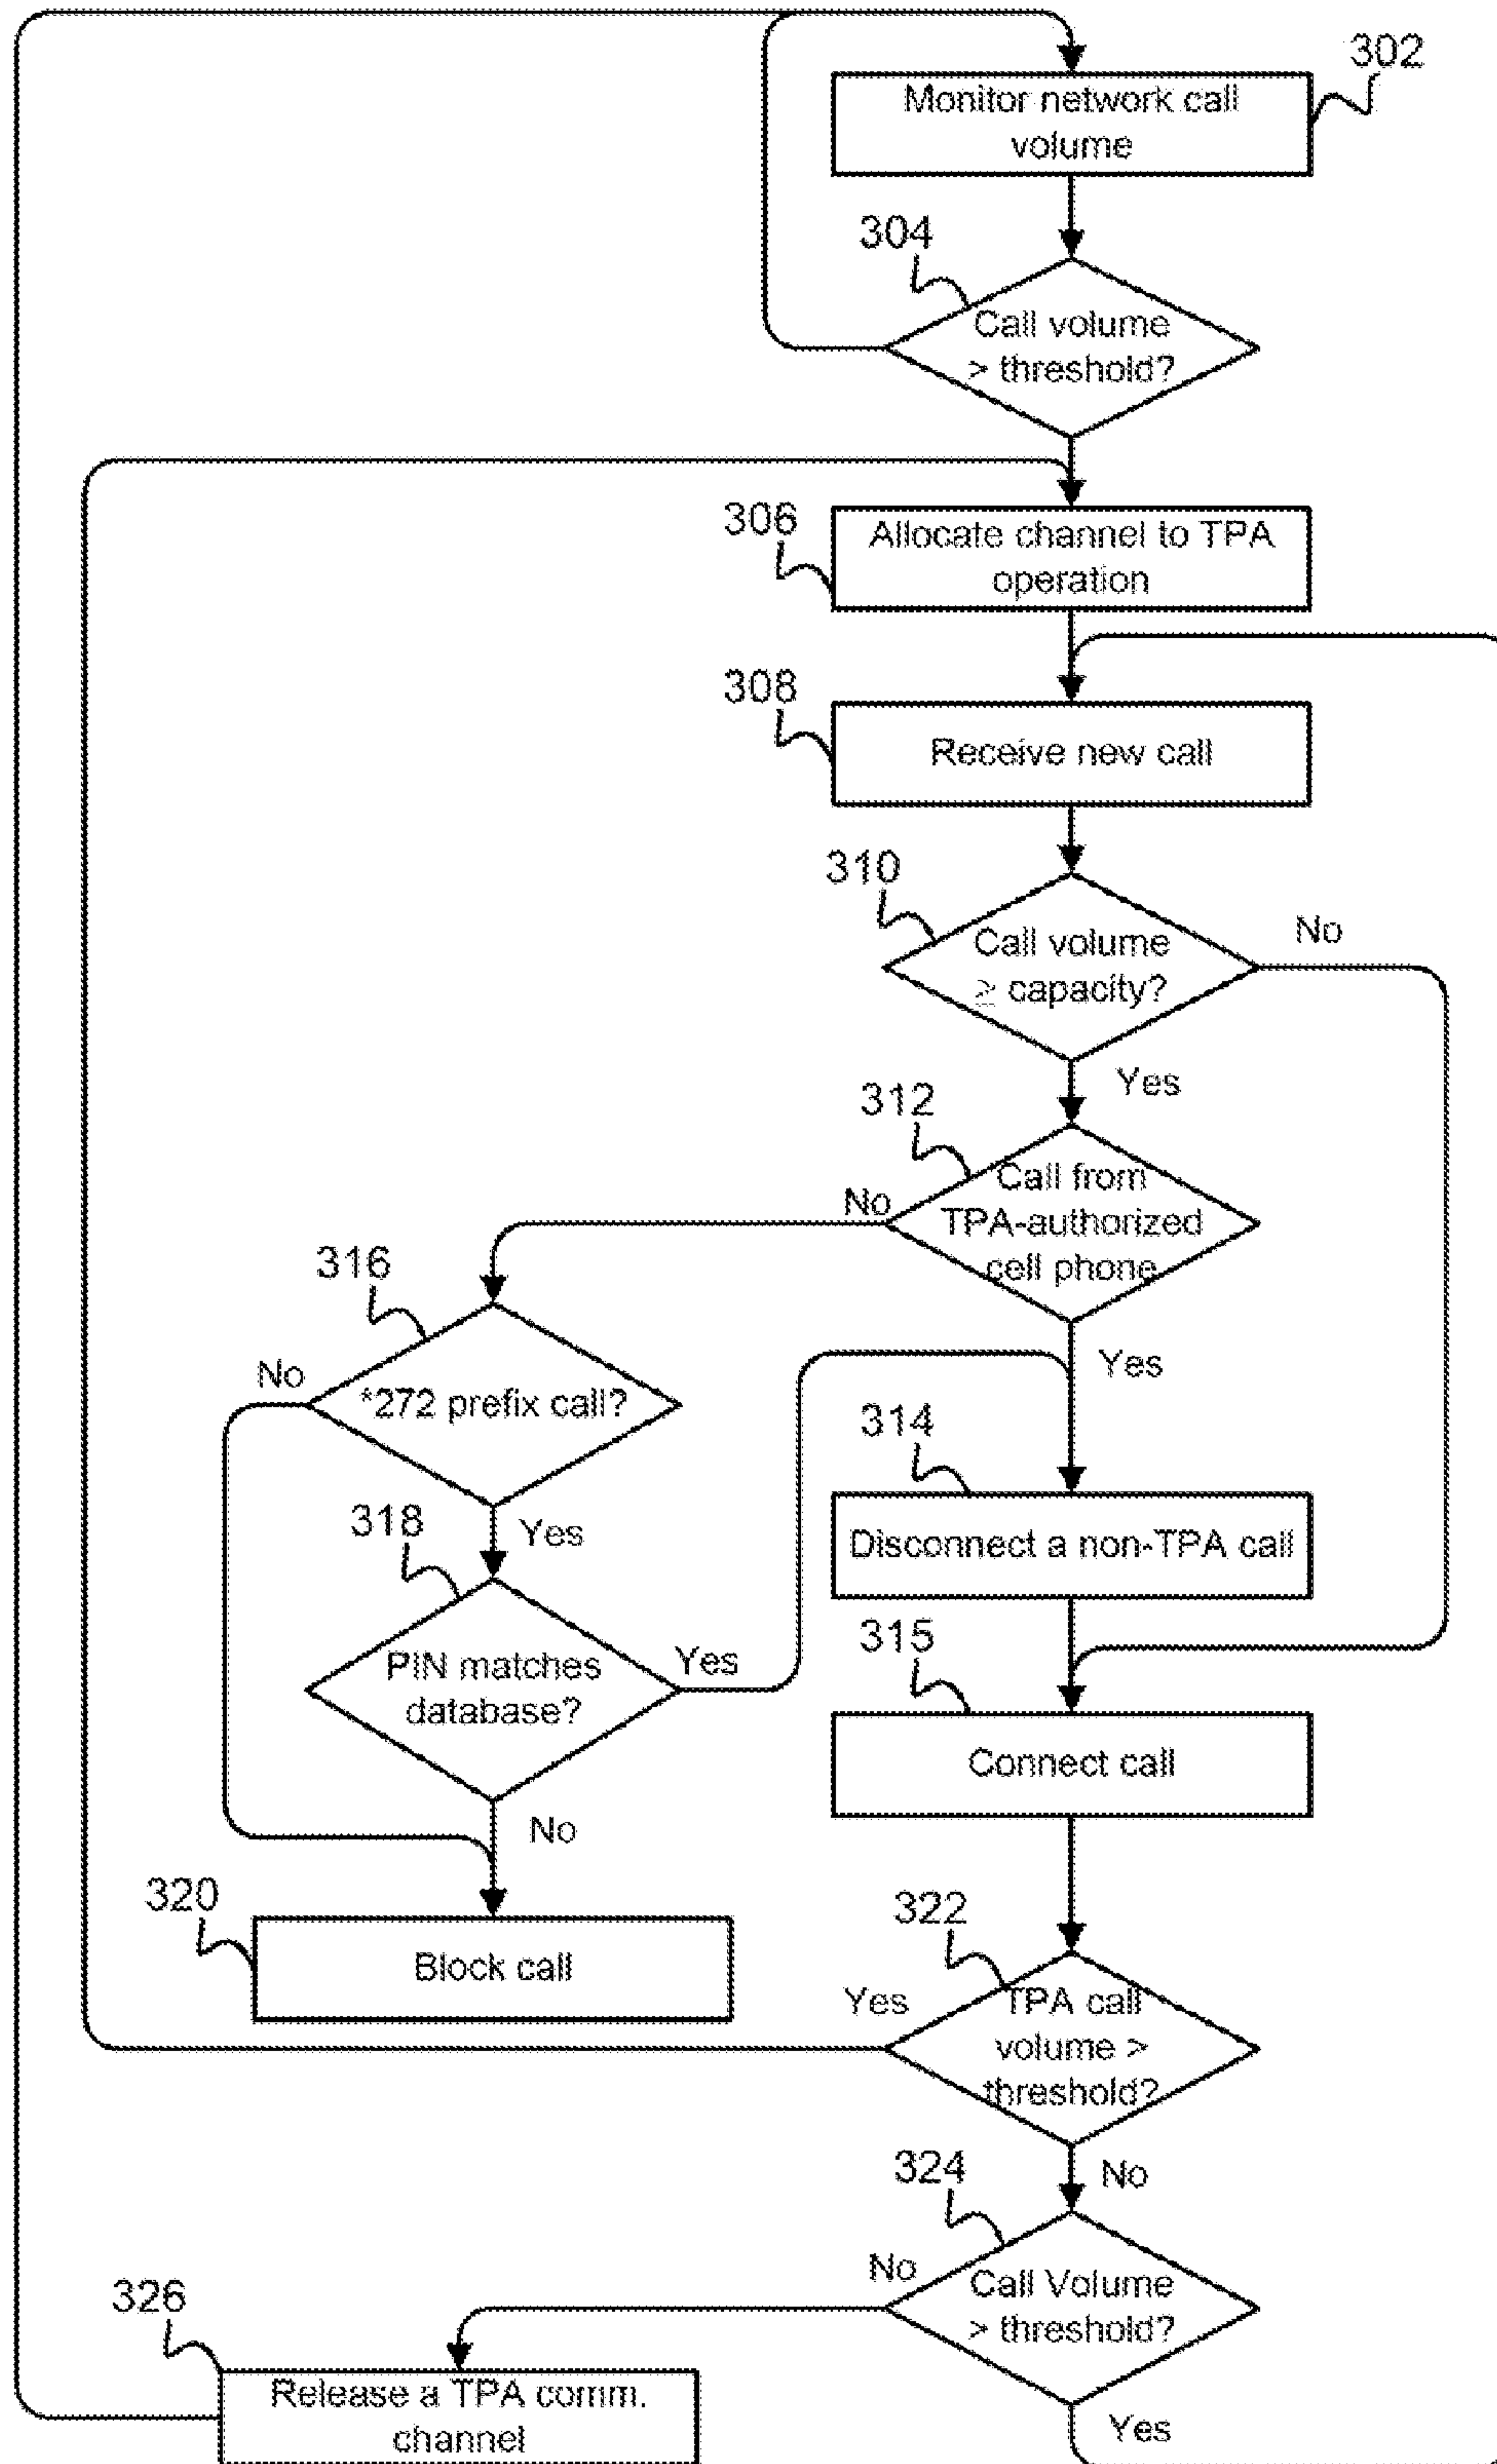 302
Monitor network call
volume
304
Call volume
> threshold?
306
Allocate channel to TPA
operation
308
Receive new call
310
Call volume
≥ capacity?
No
Yes
312
Call from
TPA-authorized
cell phone
No
Yes
316
*272 prefix call?
No
Yes
314
Disconnect a non-TPA call
318
PIN matches
database?
Yes
No
315
Connect call
320
Block call
322
TPA call
volume >
threshold?
Yes
No
324
Call Volume
> threshold?
No
Yes
326
Release a TPA comm.
channel